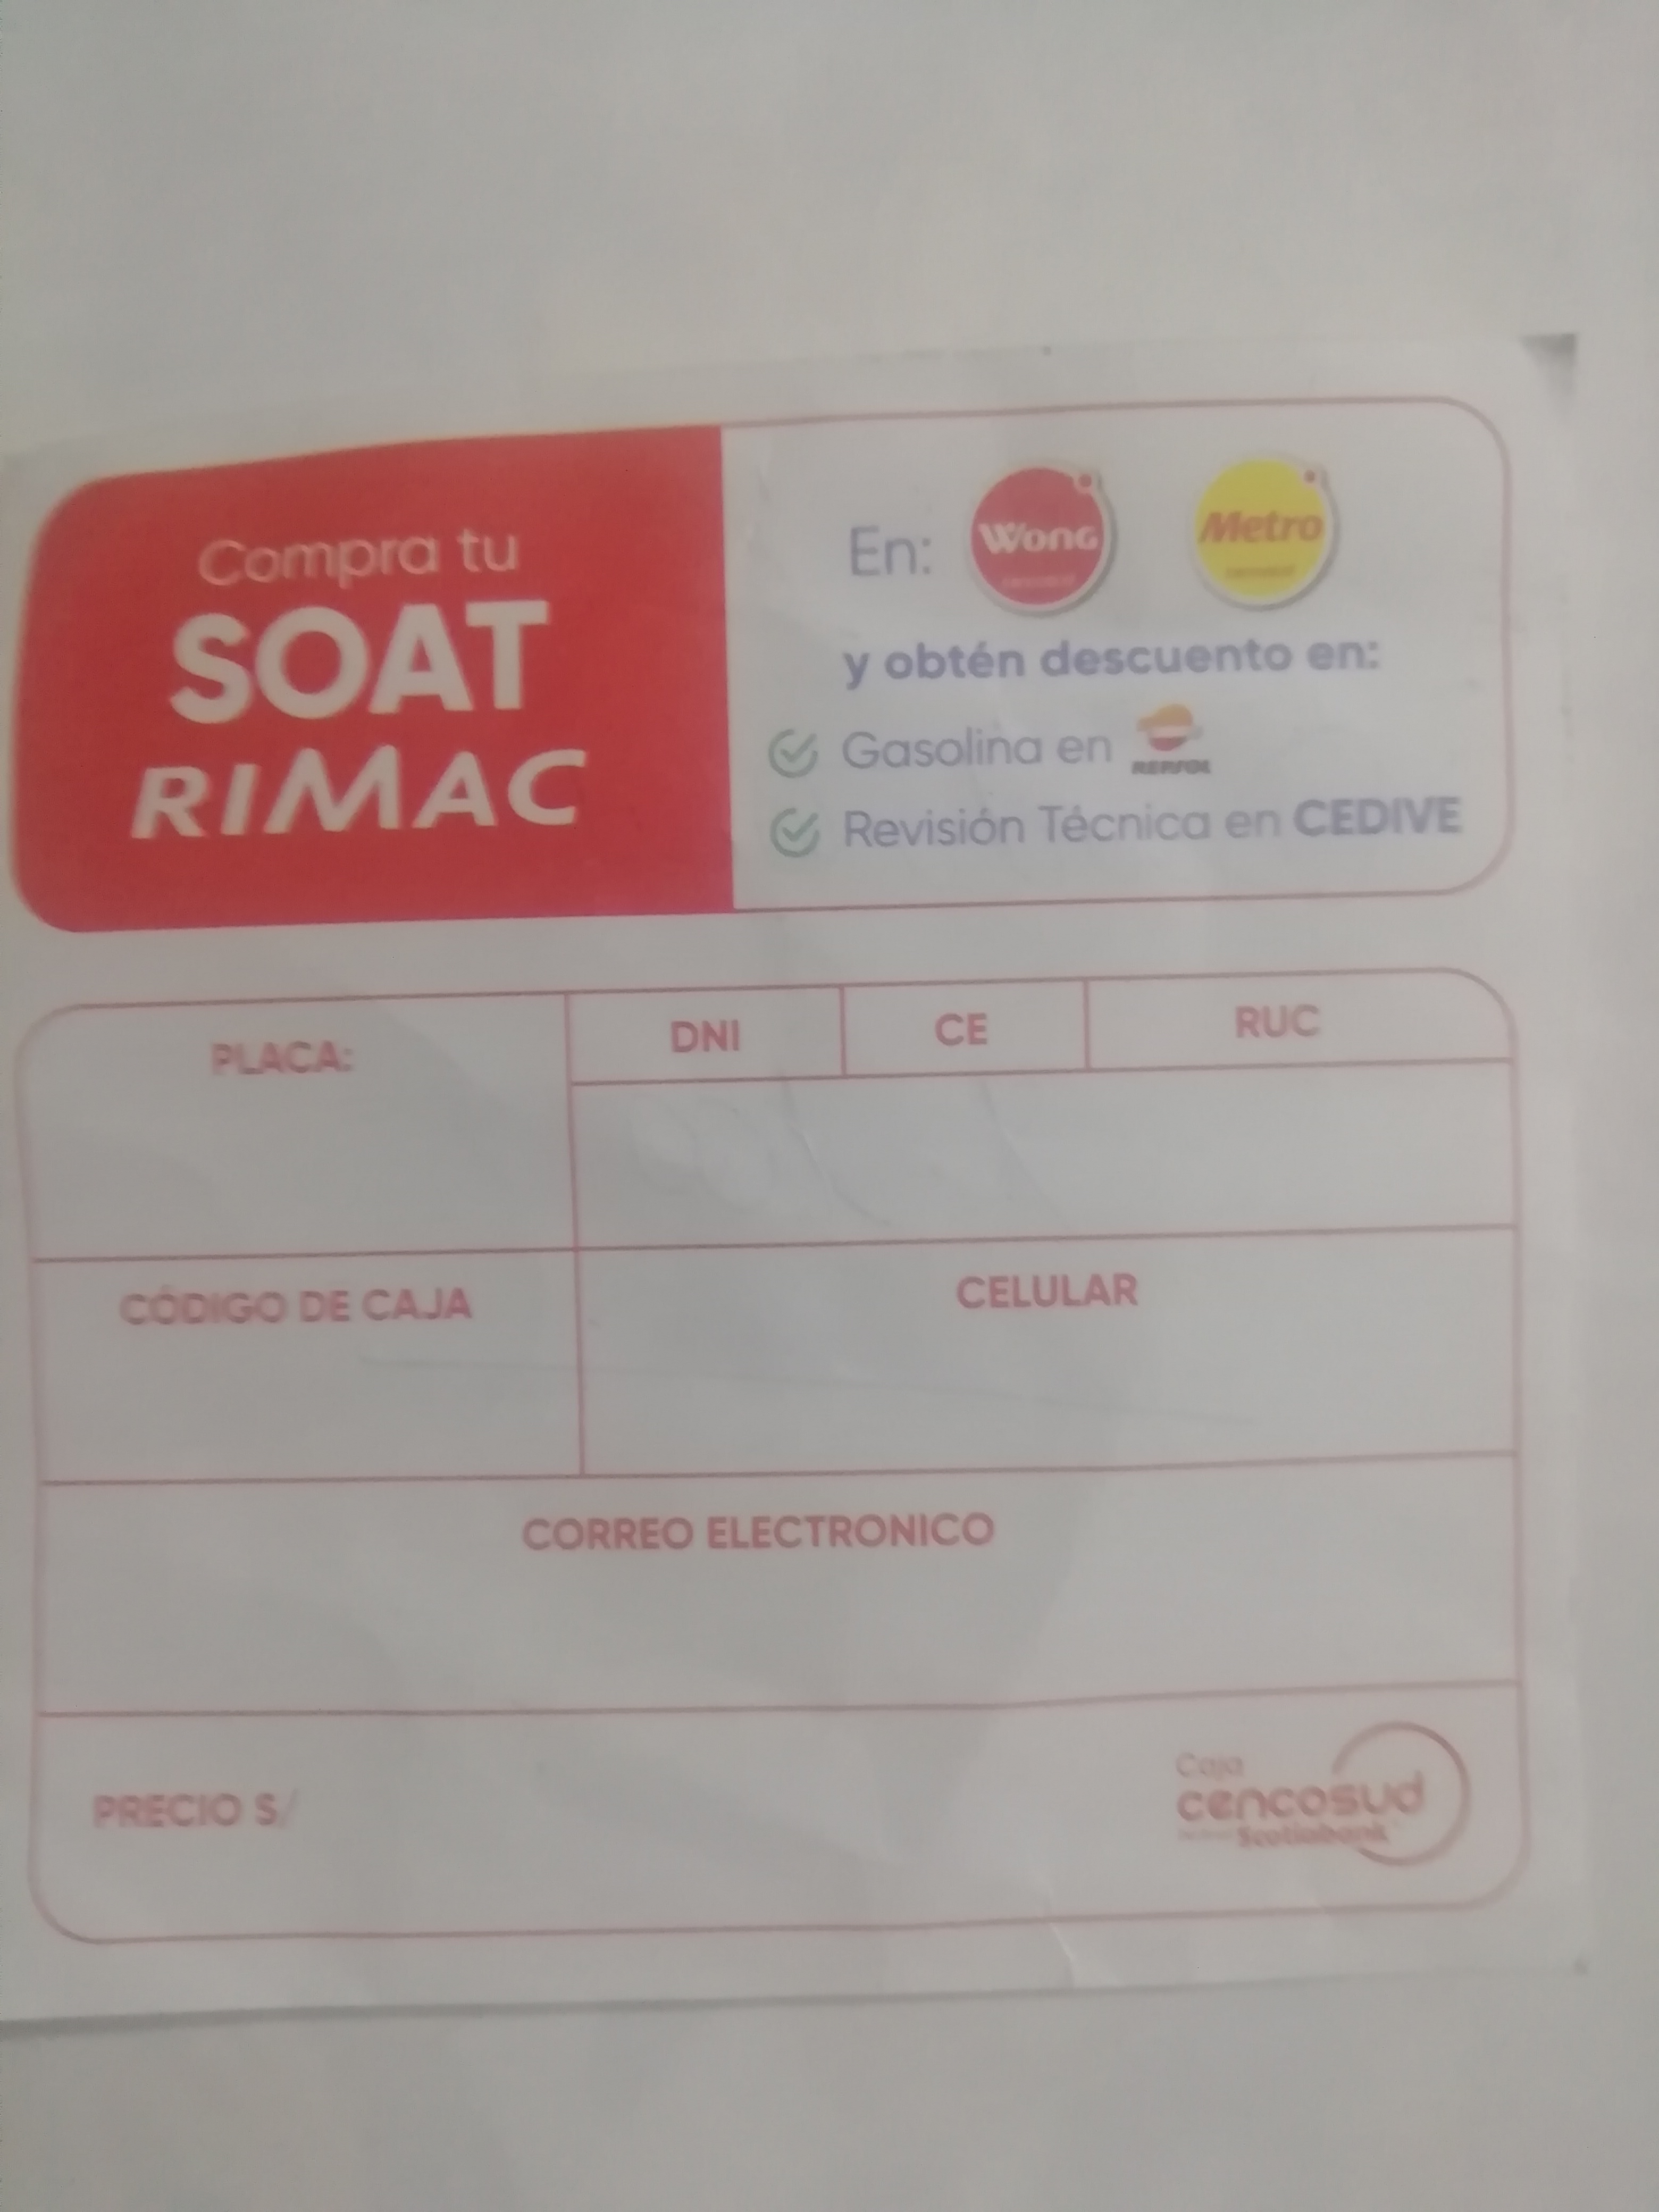 Compra tu
SOAT
RIMAC
En: Wong Metro
y obtén descuento en:
Gasolina en REPSOL
Revisión Técnica en CEDIVE
PLACA:
DNI
CE
RUC
CÓDIGO DE CAJA
CELULAR
CORREO ELECTRONICO
PRECIO S/
Caja
cencosud
Scotiabank